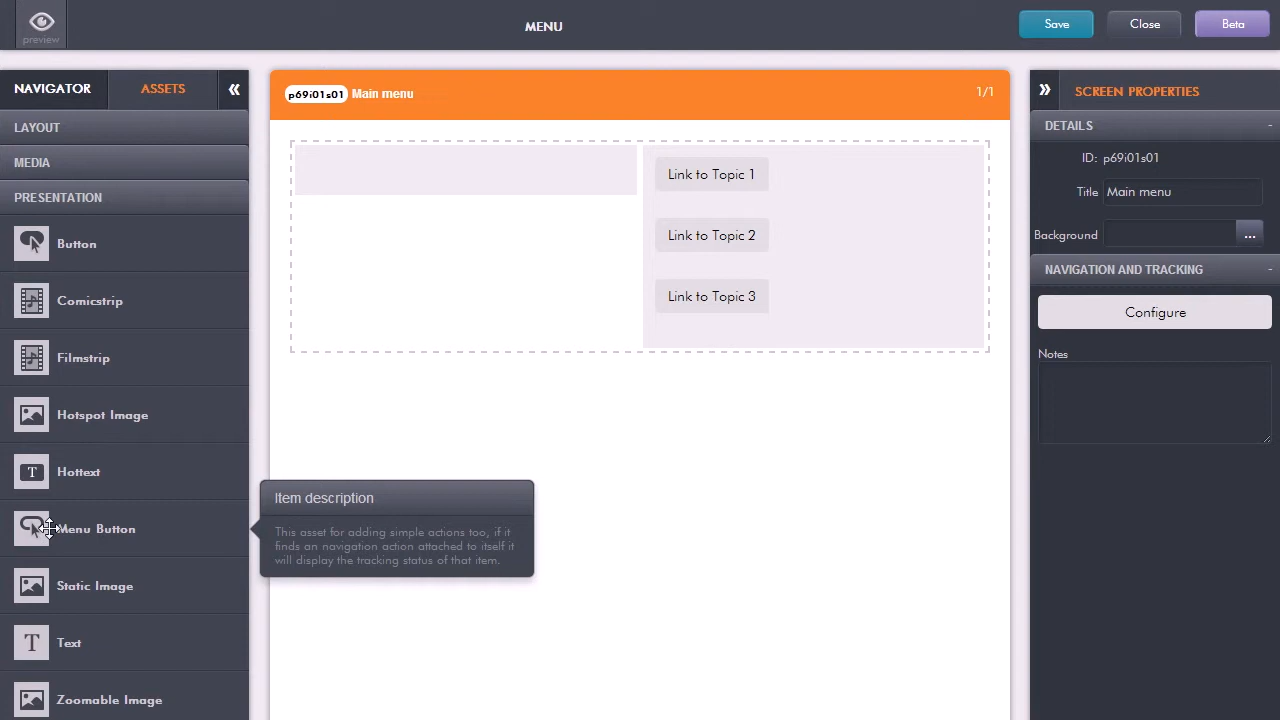 preview
MENU
Save
Close
Beta
NAVIGATOR
ASSETS
«
LAYOUT
MEDIA
PRESENTATION
Button
Comicstrip
Filmstrip
Hotspot Image
T
Hottext
Menu Button
Static Image
T
Text
Zoomable Image
p69i01s01 Main menu
1/1
Link to Topic 1
Link to Topic 2
Link to Topic 3
Item description
This asset for adding simple actions too, if it
finds an navigation action attached to itself it
will display the tracking status of that item.
»
SCREEN PROPERTIES
DETAILS -
ID: p69i01s01
Title Main menu
Background ...
NAVIGATION AND TRACKING -
Configure
Notes